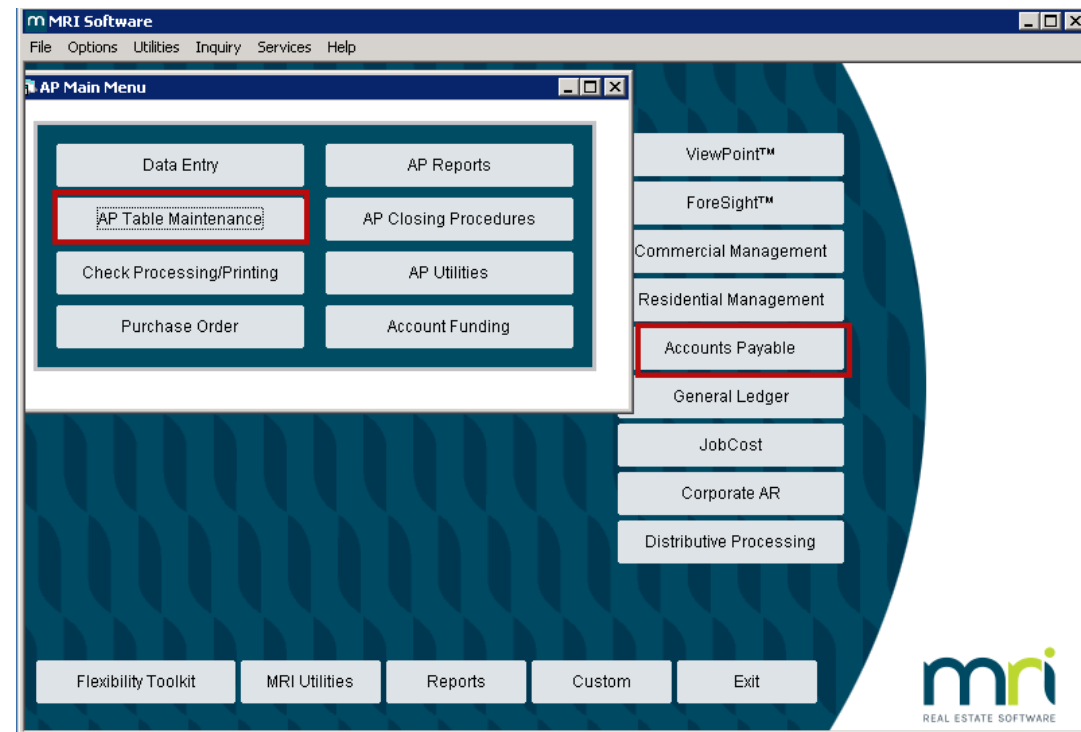 MRI Software
File Options Utilities Inquiry Services Help
AP Main Menu
Data Entry
AP Reports
AP Table Maintenance
AP Closing Procedures
Check Processing/Printing
AP Utilities
Purchase Order
Account Funding
ViewPoint™
ForeSight™
Commercial Management
Residential Management
Accounts Payable
General Ledger
JobCost
Corporate AR
Distributive Processing
Flexibility Toolkit
MRI Utilities
Reports
Custom
Exit
mri
REAL ESTATE SOFTWARE